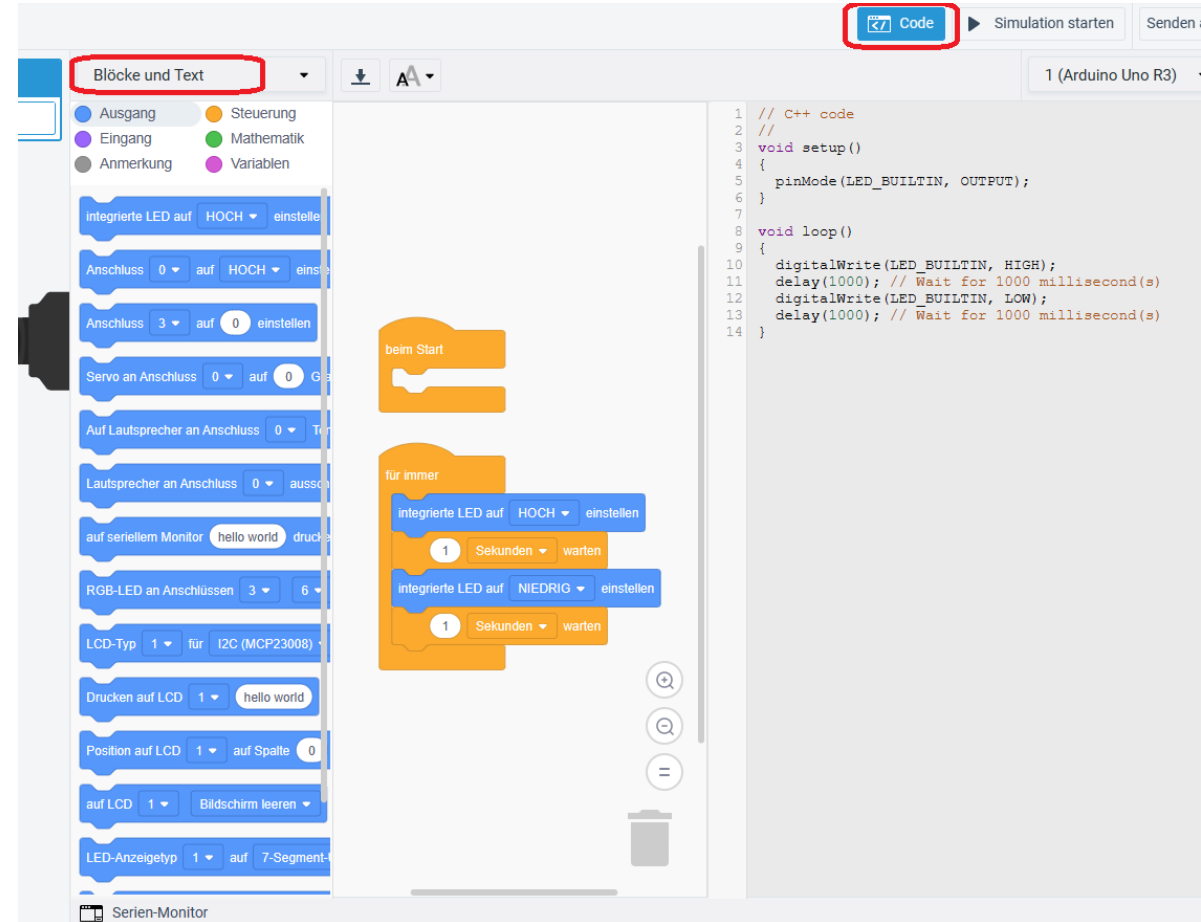 Code
Simulation starten
Senden
Blöcke und Text
1 (Arduino Uno R3)
Ausgang
Steuerung
Eingang
Mathematik
Anmerkung
Variablen
integrierte LED auf HOCH
Anschluss 0 auf HOCH
Anschluss 3 auf 0 einstellen
Servo an Anschluss 0 auf 0
Auf Lautsprecher an Anschluss 0
Lautsprecher an Anschluss 0
auf seriellem Monitor hello world
RGB-LED an Anschlüssen 3 6
LCD-Typ 1 für I2C (MCP23008)
Drucken auf LCD 1 hello world
Position auf LCD 1 auf Spalte 0
auf LCD 1 Bildschirm leeren
LED-Anzeigetyp 1 auf
Serien-Monitor
beim Start
für immer
integrierte LED auf HOCH einstellen
1 Sekunden warten
integrierte LED auf NIEDRIG einstellen
1 Sekunden warten
1 // C++ code
2 //
3 void setup()
4 {
5 pinMode(LED_BUILTIN, OUTPUT);
6 }
7
8 void loop()
9 {
10 digitalWrite(LED_BUILTIN, HIGH);
11 delay(1000); // Wait for 1000 millisecond(s)
12 digitalWrite(LED_BUILTIN, LOW);
13 delay(1000); // Wait for 1000 millisecond(s)
14 }